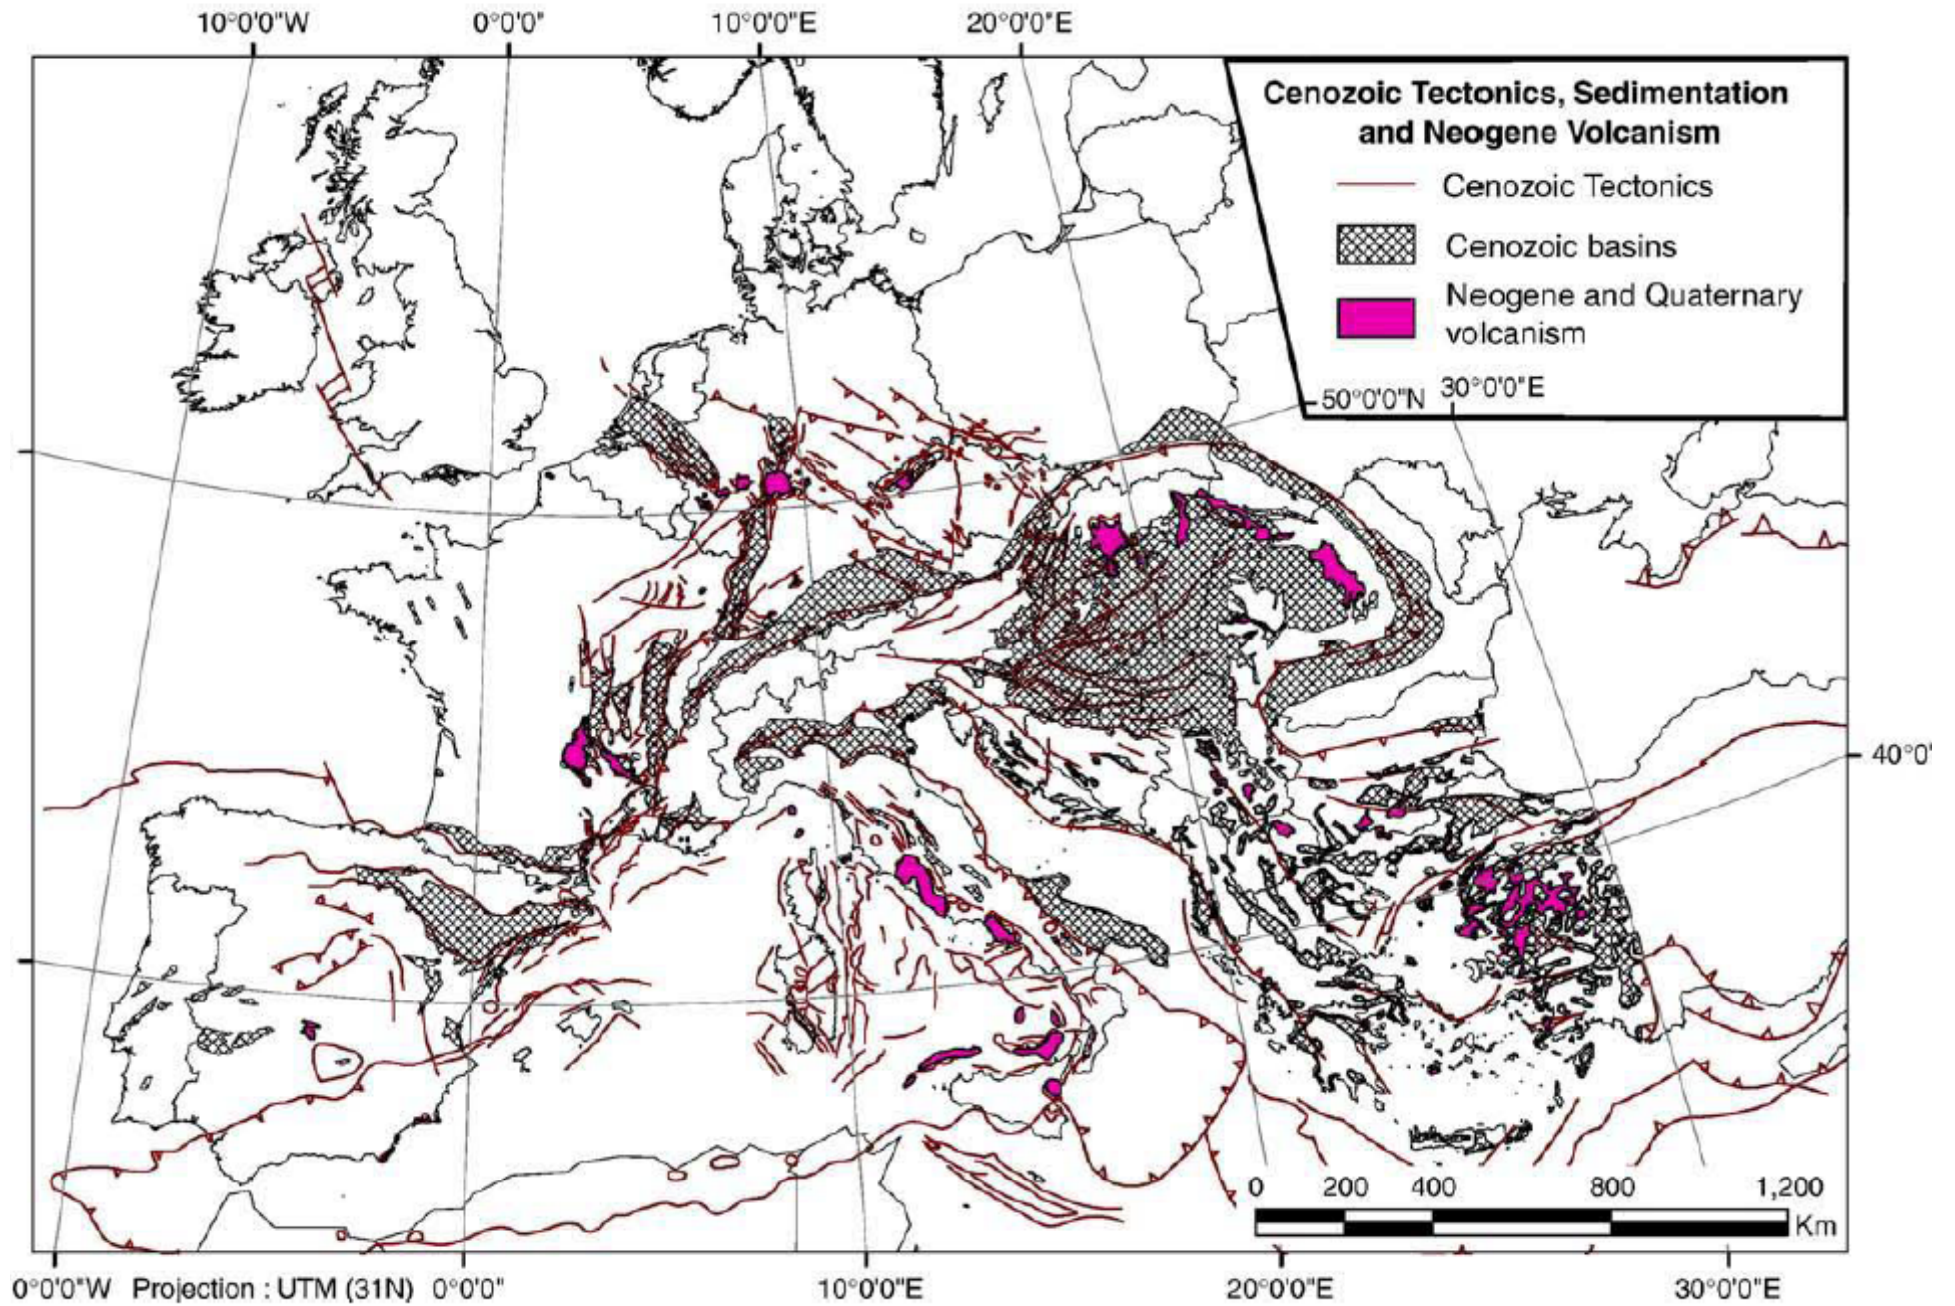 10°0'0"W 0°0'0" 10°0'0"E 20°0'0"E
Cenozoic Tectonics, Sedimentation
and Neogene Volcanism
Cenozoic Tectonics
Cenozoic basins
Neogene and Quaternary
volcanism
50°0'0"N 30°0'0"E
40°0'
0 200 400 800 1,200
Km
0°0'0"W Projection : UTM (31N) 0°0'0" 10°0'0"E 20°0'0"E 30°0'0"E